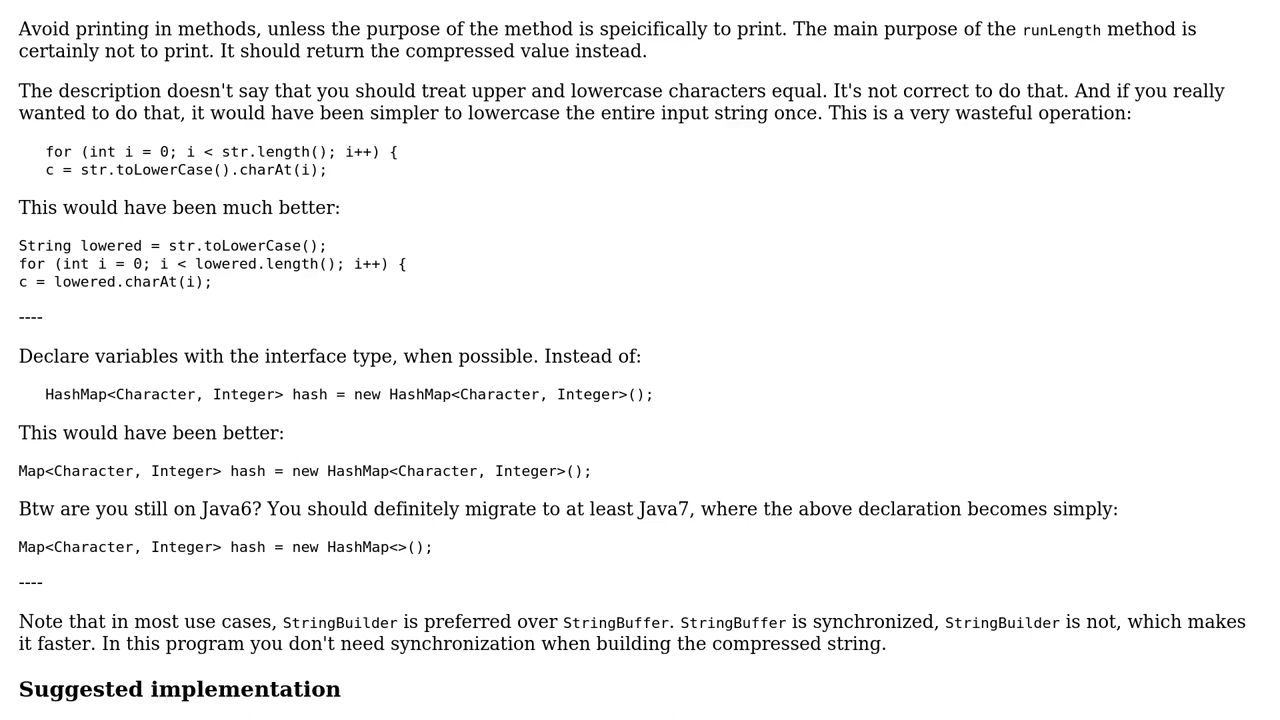 Avoid printing in methods, unless the purpose of the method is speicifically to print. The main purpose of the runLength method is
certainly not to print. It should return the compressed value instead.
The description doesn't say that you should treat upper and lowercase characters equal. It's not correct to do that. And if you really
wanted to do that, it would have been simpler to lowercase the entire input string once. This is a very wasteful operation:
for (int i = 0; i < str.length(); i++) {
c = str.toLowerCase().charAt(i);
This would have been much better:
String lowered = str.toLowerCase();
for (int i = 0; i < lowered.length(); i++) {
c = lowered.charAt(i);
----
Declare variables with the interface type, when possible. Instead of:
HashMap<Character, Integer> hash = new HashMap<Character, Integer>();
This would have been better:
Map<Character, Integer> hash = new HashMap<Character, Integer>();
Btw are you still on Java6? You should definitely migrate to at least Java7, where the above declaration becomes simply:
Map<Character, Integer> hash = new HashMap<>();
----
Note that in most use cases, StringBuilder is preferred over StringBuffer. StringBuffer is synchronized, StringBuilder is not, which makes
it faster. In this program you don't need synchronization when building the compressed string.
Suggested implementation